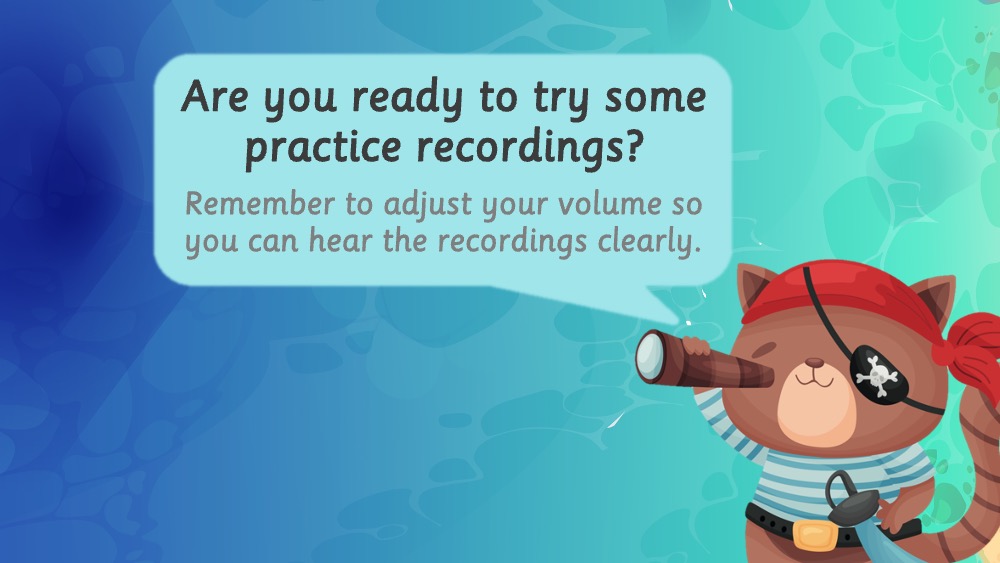 Are you ready to try some
practice recordings?
Remember to adjust your volume so
you can hear the recordings clearly.